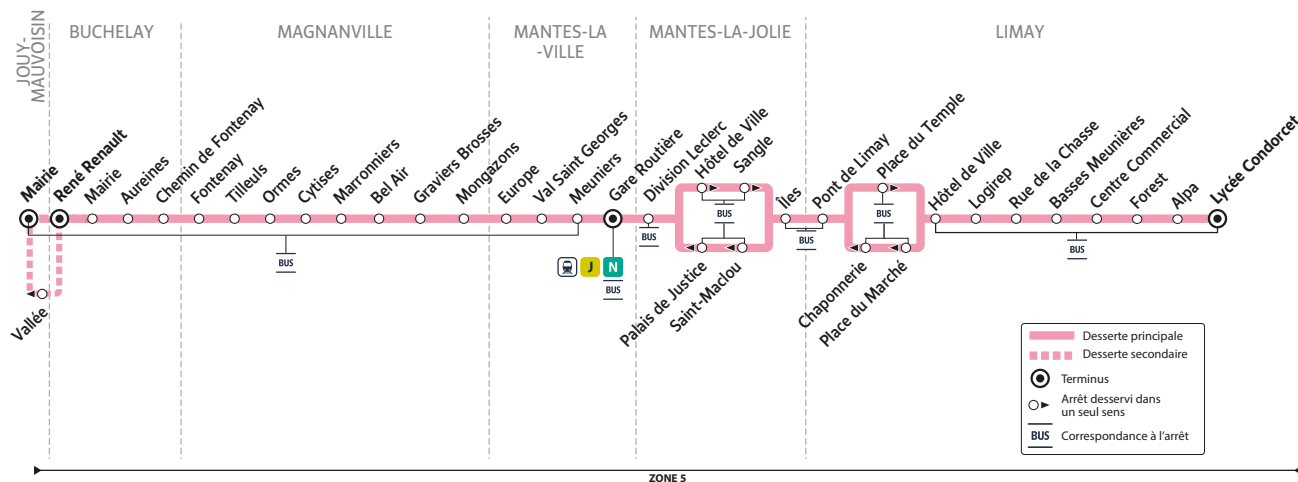 JOUY-
MAUVOISIN
BUCHELAY
MAGNANVILLE
MANTES-LA
-VILLE
MANTES-LA-JOLIE
LIMAY
Mairie
René Renault
Mairie
Aureines
Chemin de Fontenay
Fontenay
Tilleuls
Ormes
Cytises
Marronniers
Bel Air
Graviers Brosses
Mongazons
Europe
Val Saint Georges
Meuniers
Gare Routière
Division Leclerc
Hôtel de Ville
Sangle
Îles
Pont de Limay
Place du Temple
Hôtel de Ville
Logirep
Rue de la Chasse
Basses Meunières
Centre Commercial
Forest
Alpa
Lycée Condorcet
BUS
BUS
BUS
BUS
BUS
BUS
J
N
BUS
Vallée
Palais de Justice
Saint-Maclou
Chaponnerie
Place du Marché
Desserte principale
Desserte secondaire
Terminus
Arrêt desservi dans
un seul sens
BUS
Correspondance à l'arrêt
ZONE 5